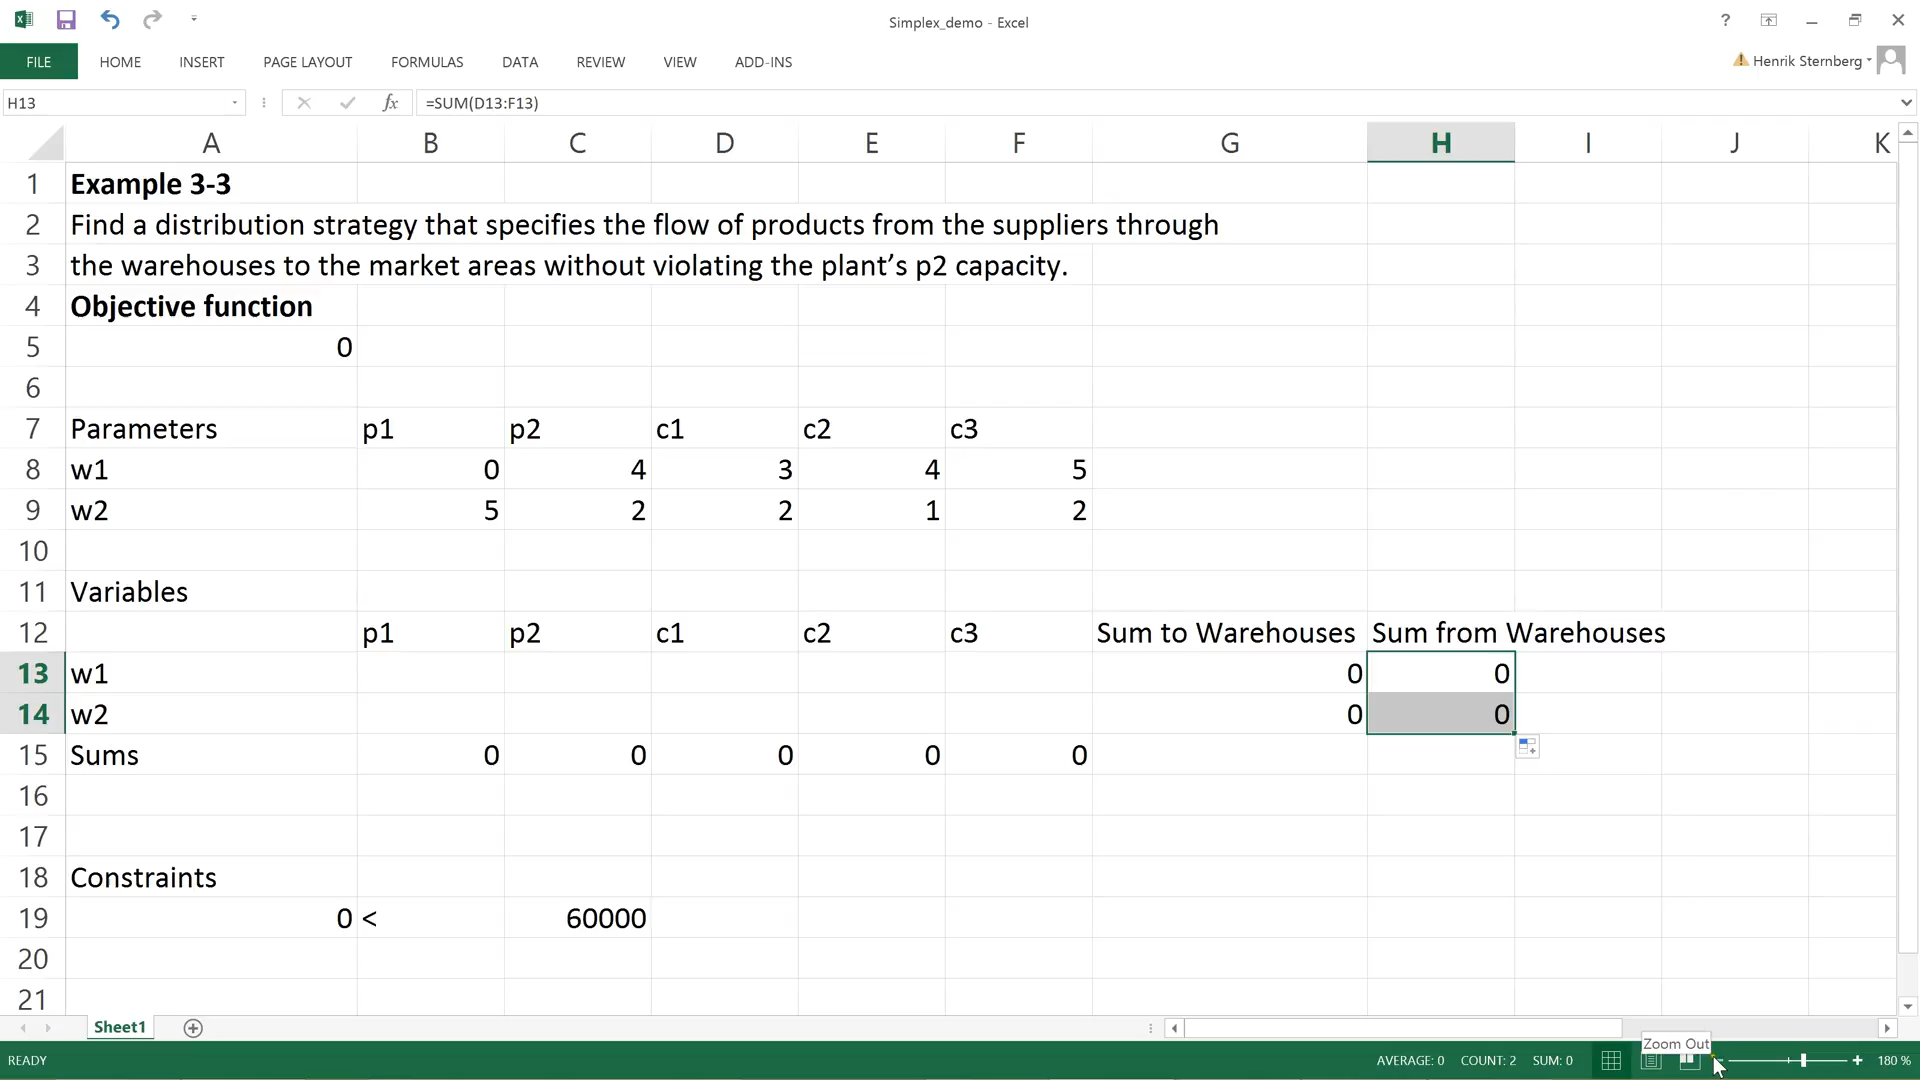 Simplex_demo - Excel
?
FILE HOME INSERT PAGE LAYOUT FORMULAS DATA REVIEW VIEW ADD-INS
Henrik Sternberg
H13 fx =SUM(D13:F13)
A B C D E F G H I J K
1 Example 3-3
2 Find a distribution strategy that specifies the flow of products from the suppliers through
3 the warehouses to the market areas without violating the plant’s p2 capacity.
4 Objective function
5 0
6
7 Parameters p1 p2 c1 c2 c3
8 w1 0 4 3 4 5
9 w2 5 2 2 1 2
10
11 Variables
12 p1 p2 c1 c2 c3 Sum to Warehouses Sum from Warehouses
13 w1 0 0
14 w2 0 0
15 Sums 0 0 0 0 0
16
17
18 Constraints
19 0 < 60000
20
21
Sheet1
Zoom Out
READY AVERAGE: 0 COUNT: 2 SUM: 0 180 %